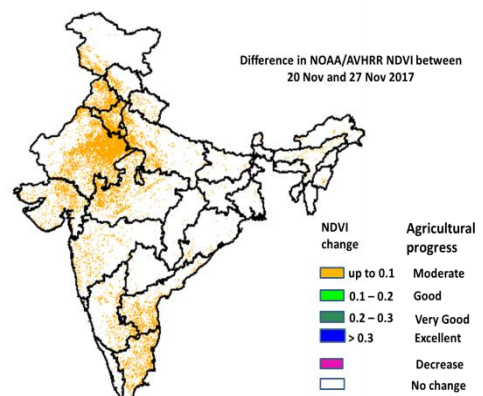 Difference in NOAA/AVHRR NDVI between
20 Nov and 27 Nov 2017
NDVI change Agricultural progress
up to 0.1 Moderate
0.1 – 0.2 Good
0.2 – 0.3 Very Good
> 0.3 Excellent
Decrease
No change